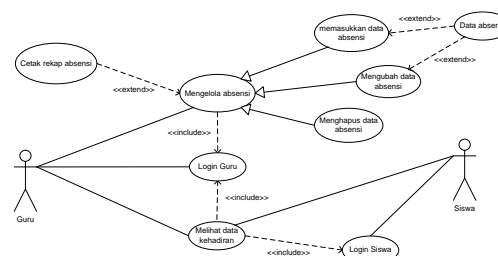 memasukkan data
absensi
<<extend>>
Data absen
Cetak rekap absensi
<<extend>>
Mengelola absensi
Mengubah data
absensi
<<extend>>
<<include>>
Menghapus data
absensi
Login Guru
Guru
<<include>>
Siswa
Melihat data
kehadiran
<<include>>
Login Siswa